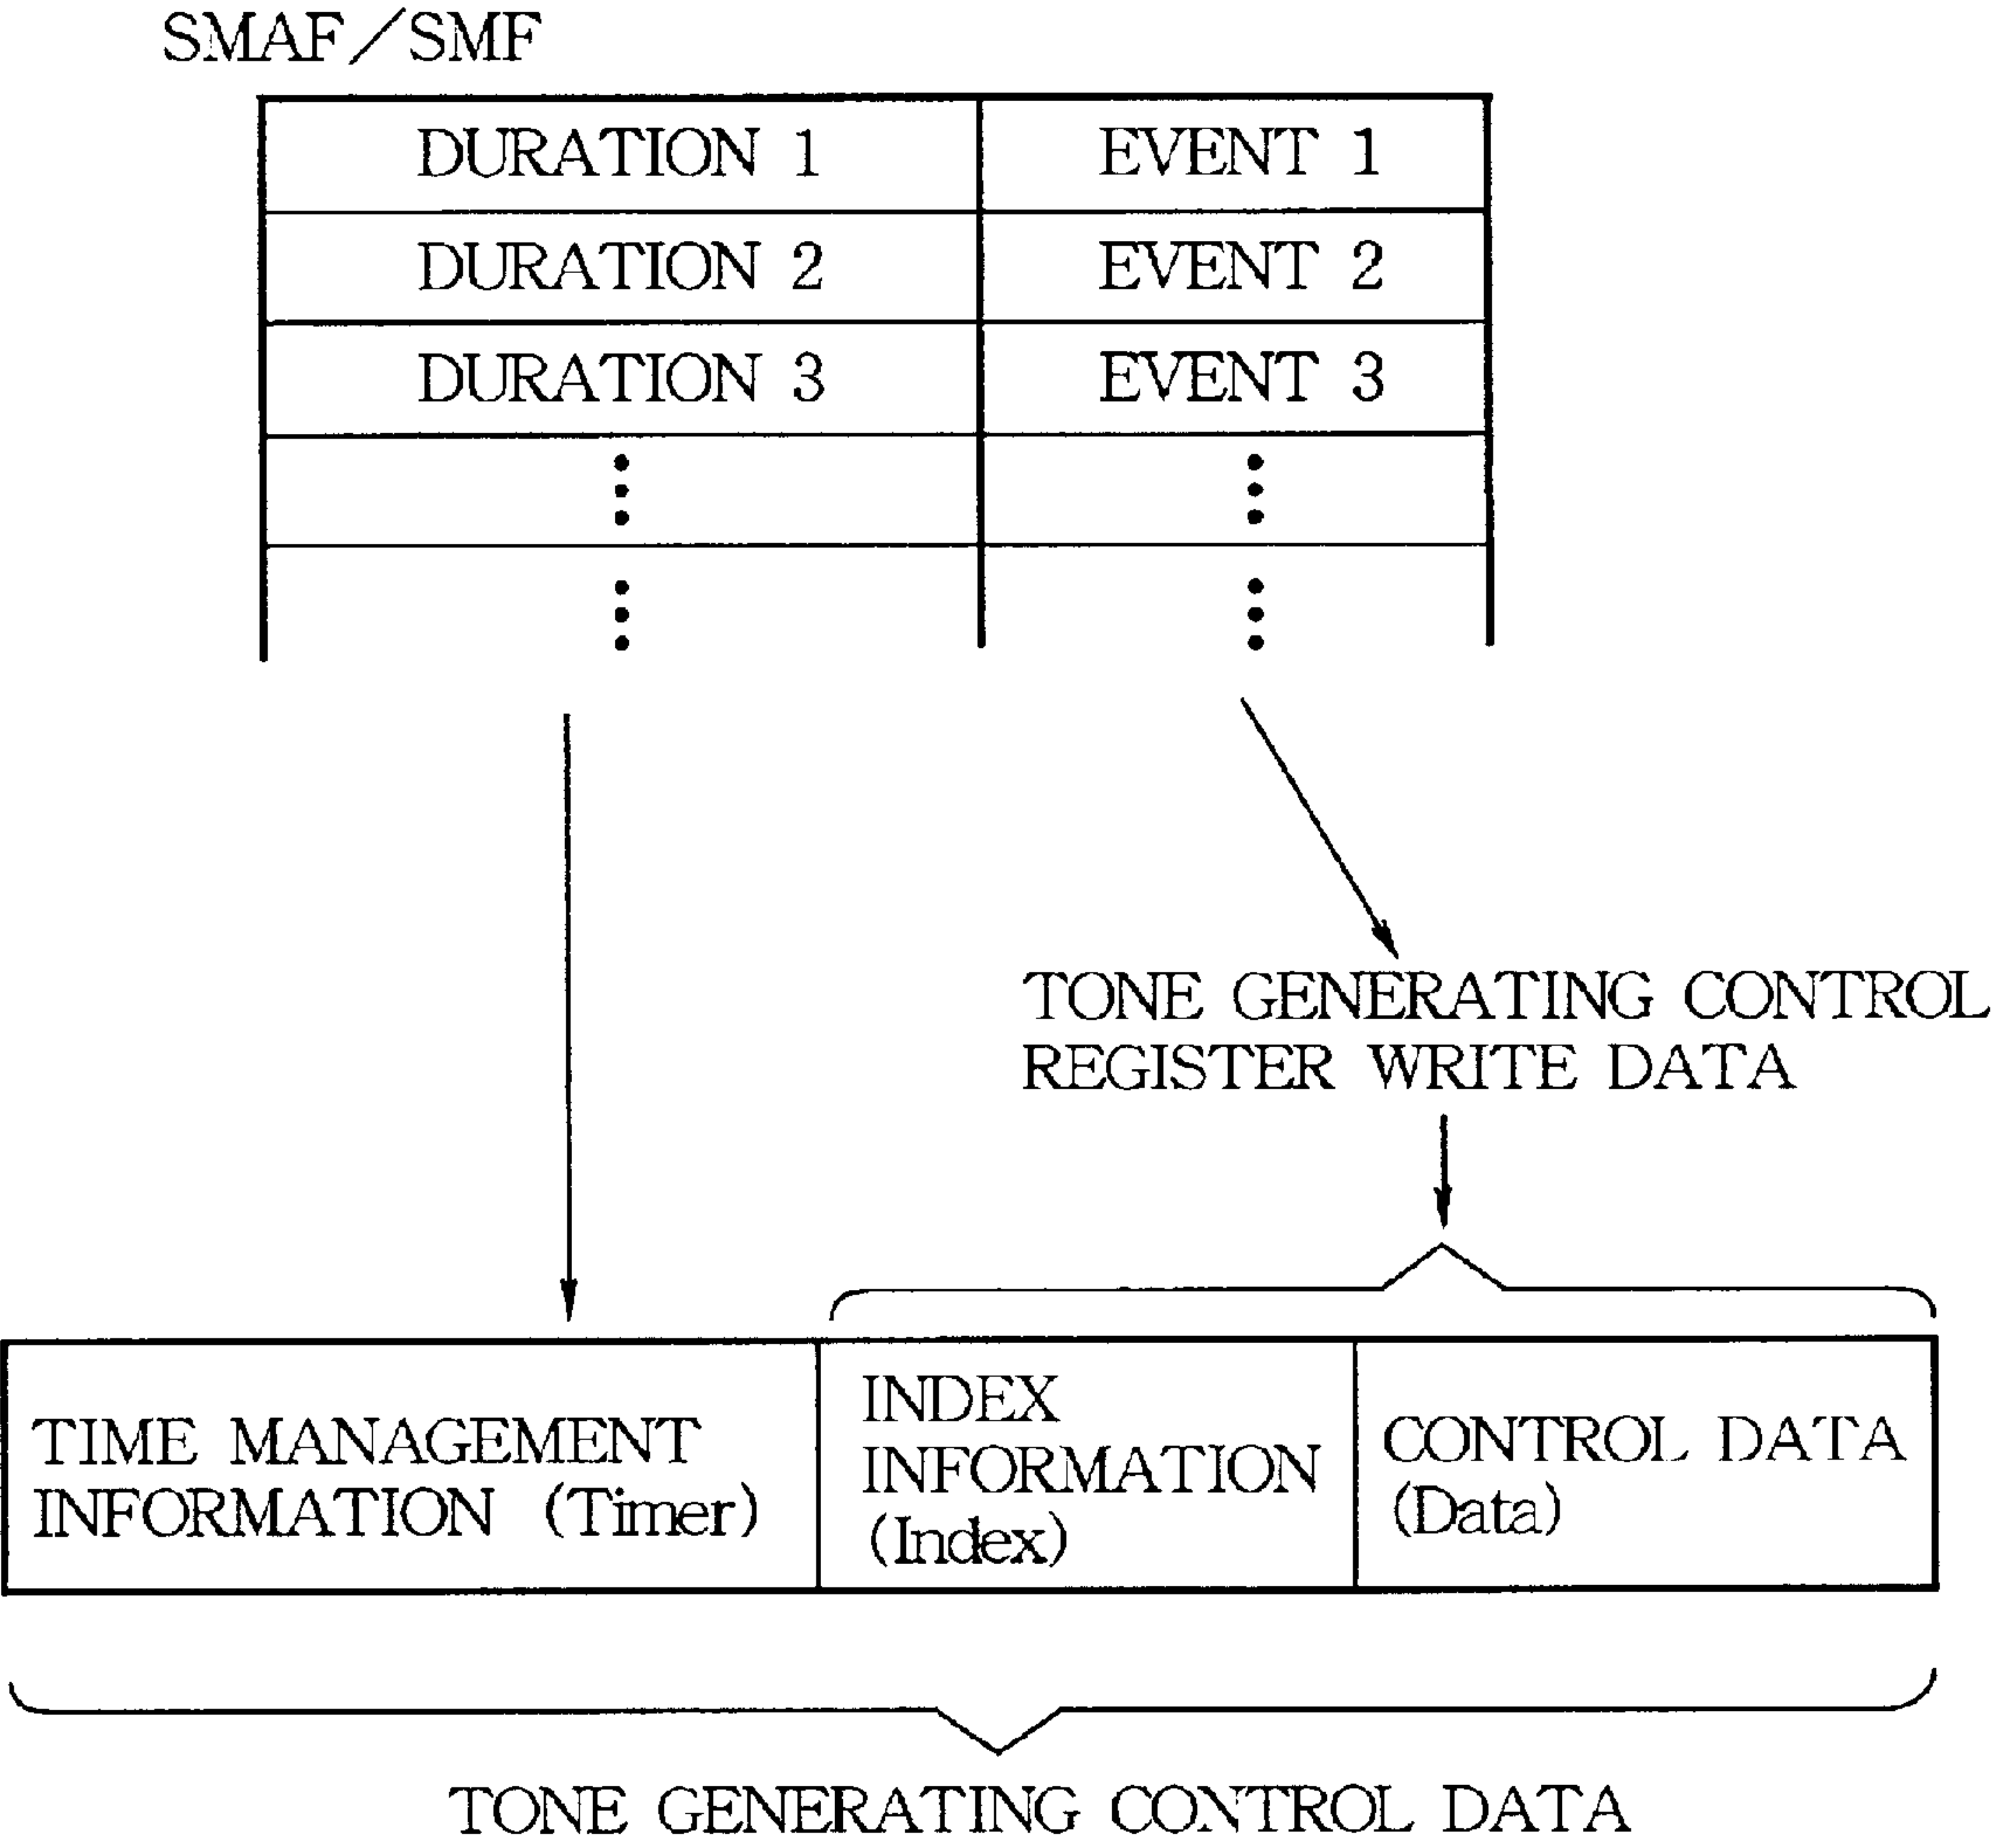 SMAF/SMF
DURATION 1 EVENT 1
DURATION 2 EVENT 2
DURATION 3 EVENT 3
TONE GENERATING CONTROL
REGISTER WRITE DATA
TIME MANAGEMENT
INFORMATION (Timer)
INDEX
INFORMATION
(Index)
CONTROL DATA
(Data)
TONE GENERATING CONTROL DATA